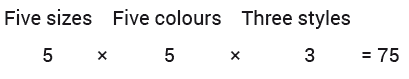 Five sizes Five colours Three styles
5 × 5 × 3 = 75